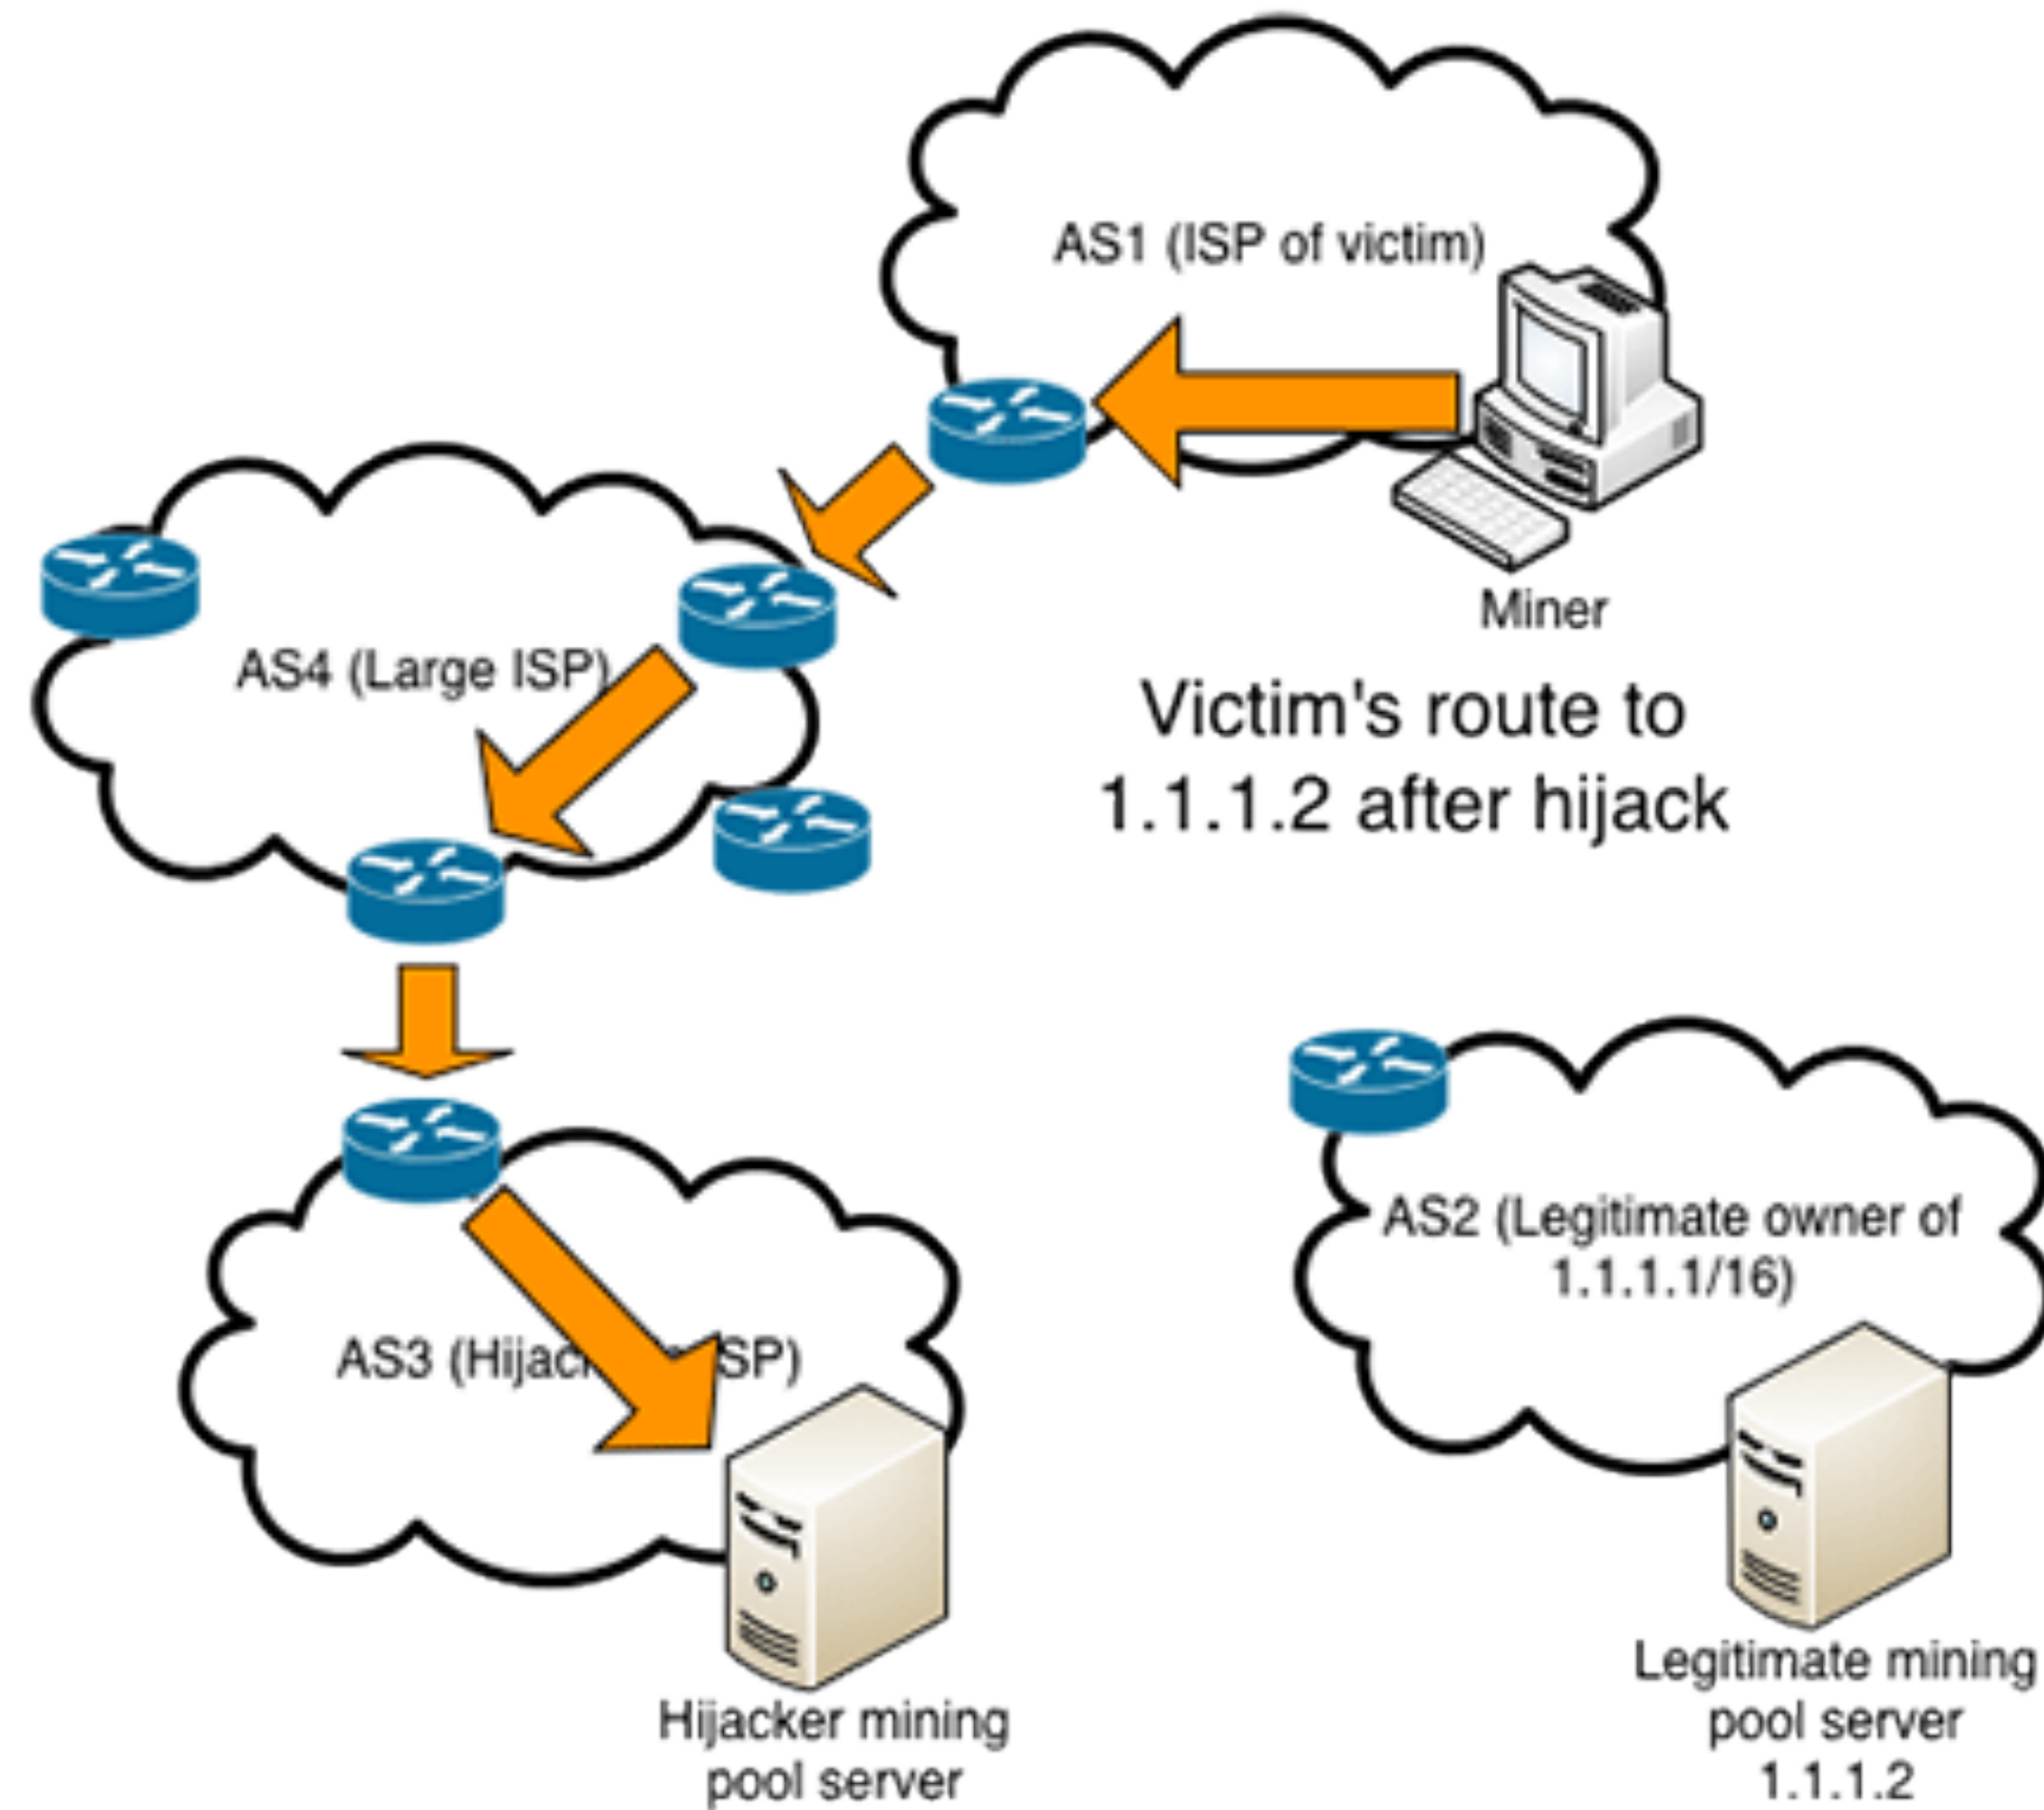 AS1 (ISP of victim)
Miner
AS4 (Large ISP)
Victim's route to
1.1.1.2 after hijack
AS2 (Legitimate owner of
1.1.1.1/16)
AS3
Hijacker mining
pool server
Legitimate mining
pool server
1.1.1.2